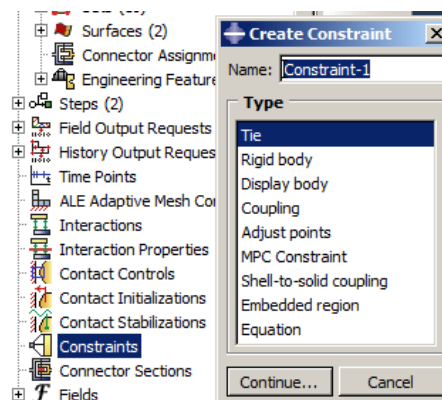 Surfaces (2)
Connector Assignm
Engineering Feature
Steps (2)
Field Output Requests
History Output Reques
Time Points
ALE Adaptive Mesh Cor
Interactions
Interaction Properties
Contact Controls
Contact Initializations
Contact Stabilizations
Constraints
Connector Sections
Fields
Create Constraint
Name: Constraint-1
Type
Tie
Rigid body
Display body
Coupling
Adjust points
MPC Constraint
Shell-to-solid coupling
Embedded region
Equation
Continue...
Cancel